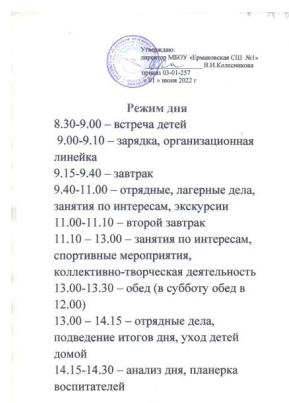 Утверждаю:
директор МБОУ «Ермаковская СШ №1»
В.И.Колесникова
приказ 03-01-257
июня 2022 г
Режим дня
8.30-9.00 – встреча детей
9.00-9.10 – зарядка, организационная
линейка
9.15-9.40 – завтрак
9.40-11.00 – отрядные, лагерные дела,
занятия по интересам, экскурсии
11.00-11.10 – второй завтрак
11.10 – 13.00 – занятия по интересам,
спортивные мероприятия,
коллективно-творческая деятельность
13.00-13.30 – обед (в субботу обед в
12.00)
13.00 – 14.15 – отрядные дела,
подведение итогов дня, уход детей
домой
14.15-14.30 – анализ дня, планерка
воспитателей